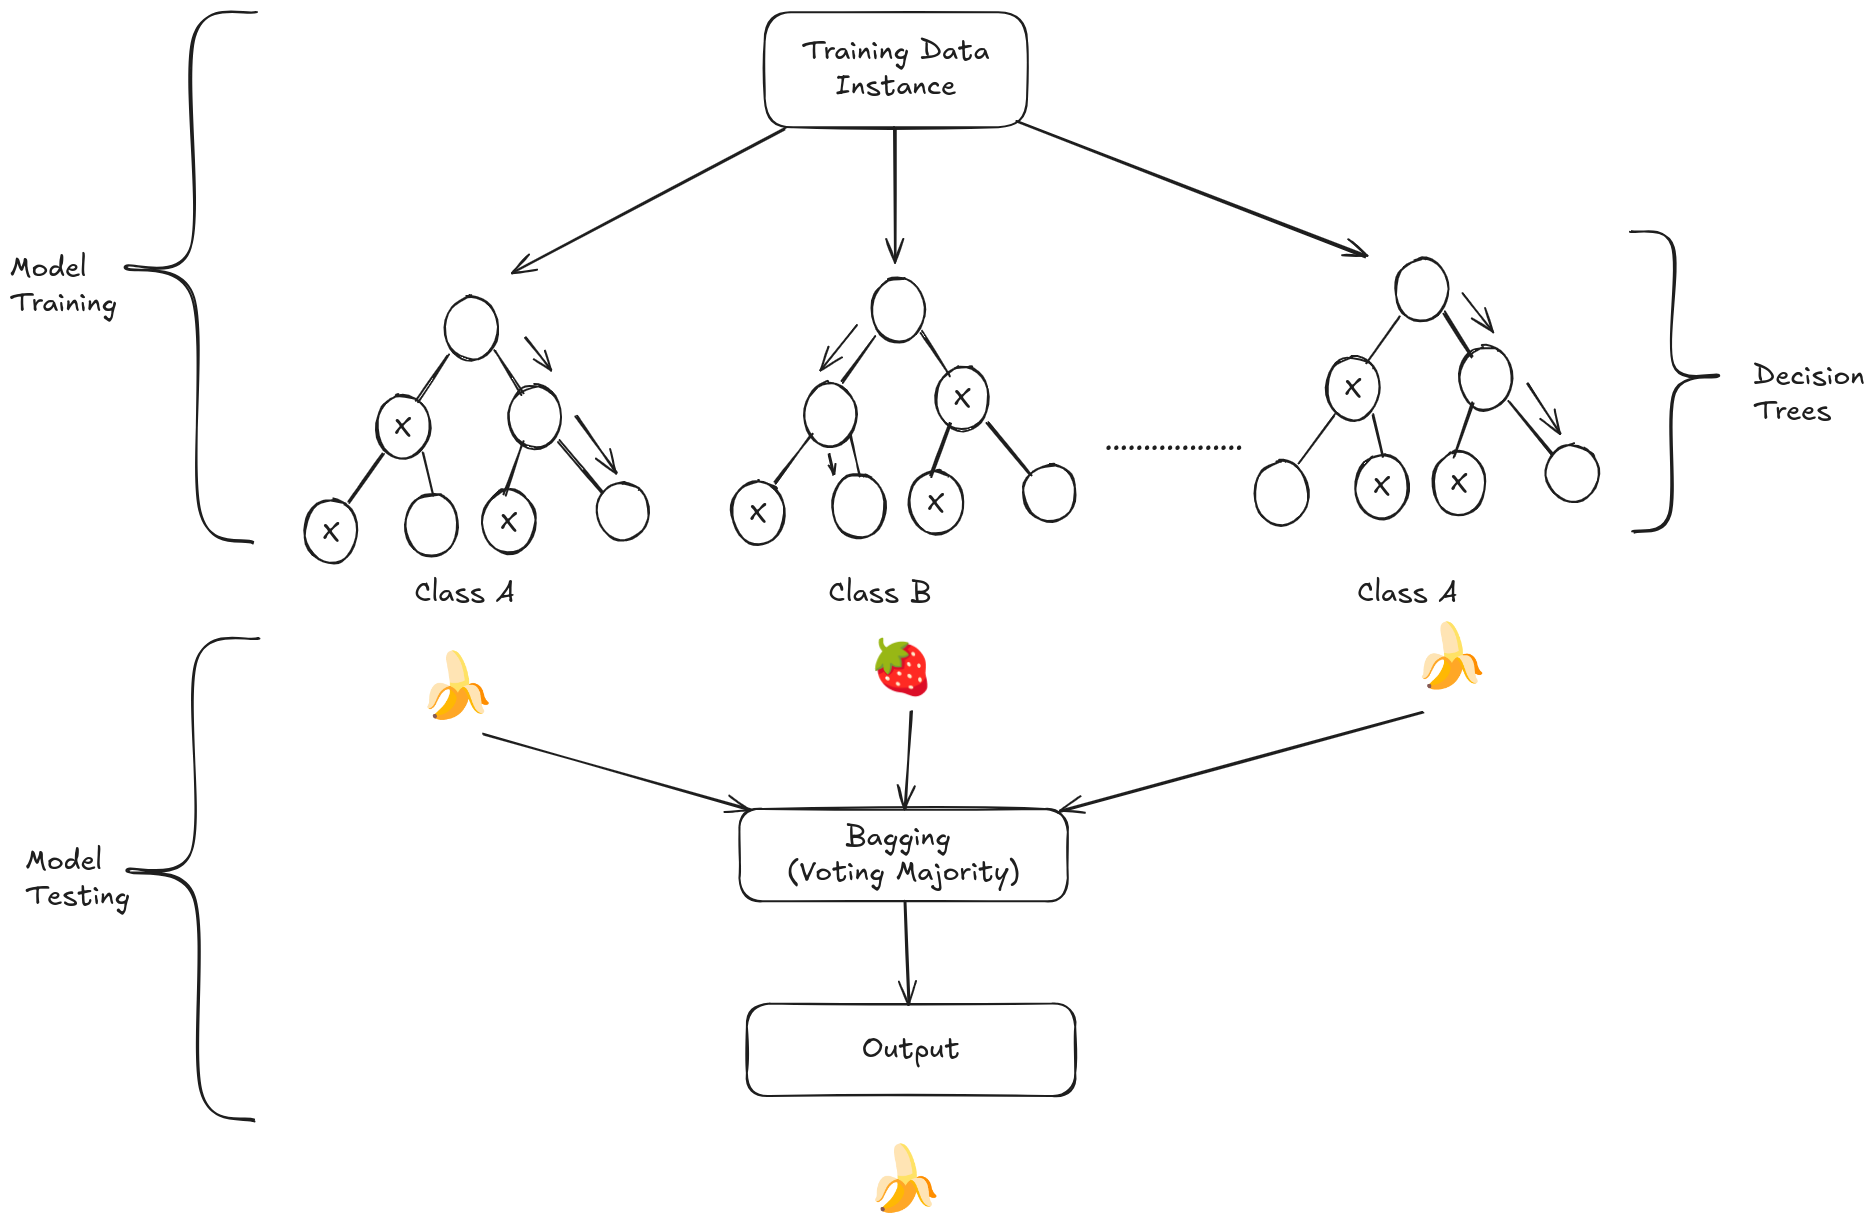 Training Data
Instance
Model
Training
Decision
Trees
x
x
x
x
x
x
x
x
x
Class A
Class B
Class A
Model
Testing
Bagging
(Voting Majority)
Output